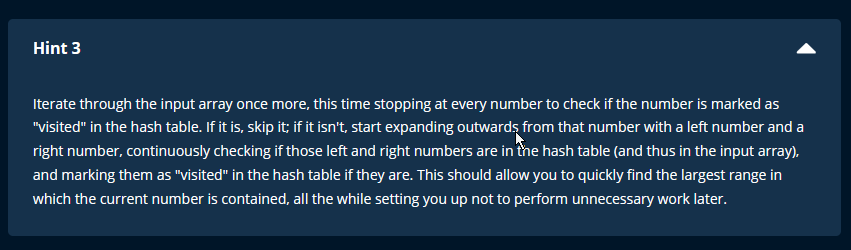 Hint 3
Iterate through the input array once more, this time stopping at every number to check if the number is marked as
"visited" in the hash table. If it is, skip it; if it isn't, start expanding outwards from that number with a left number and a
right number, continuously checking if those left and right numbers are in the hash table (and thus in the input array),
and marking them as "visited" in the hash table if they are. This should allow you to quickly find the largest range in
which the current number is contained, all the while setting you up not to perform unnecessary work later.